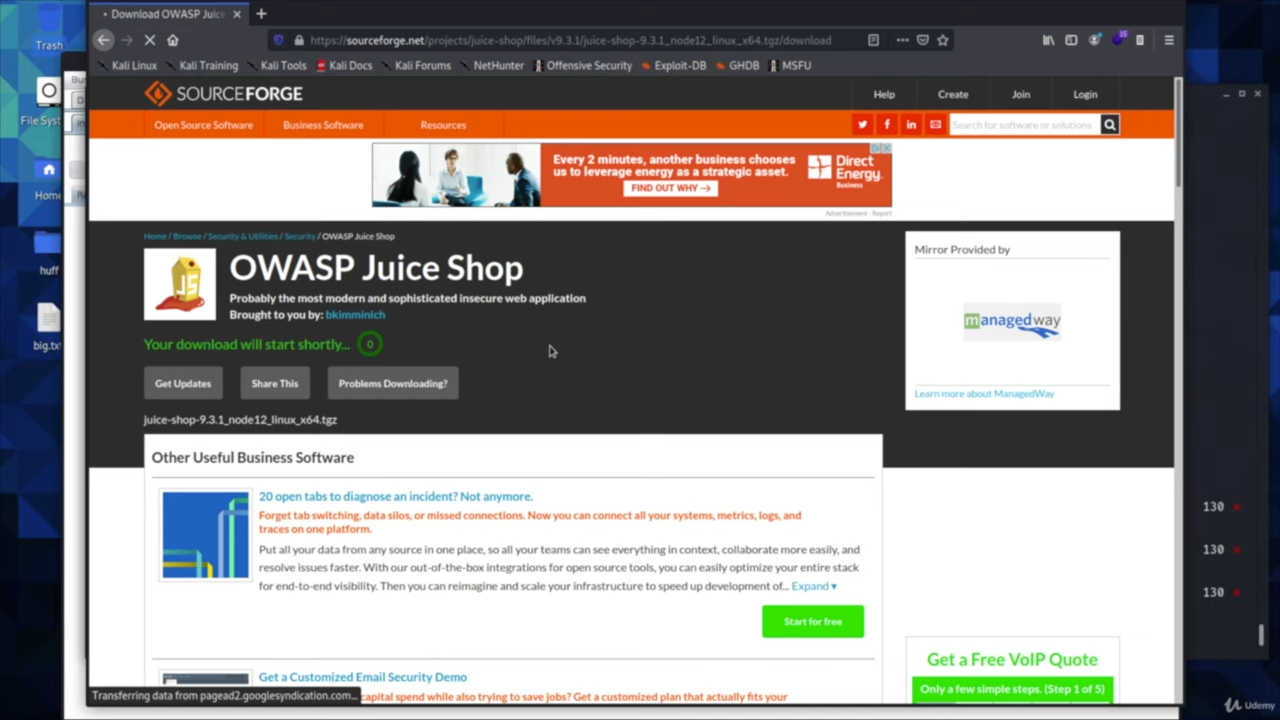 Trash
File Sys
Home
huff
big.tx
Download OWASP Juice
https://sourceforge.net/projects/juice-shop/files/v9.3.1/juice-shop-9.3.1_node12_linux_x64.tgz/download
15
Kali Linux
Kali Training
Kali Tools
Kali Docs
Kali Forums
NetHunter
Offensive Security
Exploit-DB
GHDB
MSFU
SOURCEFORGE
Help
Create
Join
Login
Open Source Software
Business Software
Resources
Search for software or solutions
Every 2 minutes, another business chooses
us to leverage energy as a strategic asset.
FIND OUT WHY →
Direct
Energy.
Business
Advertisement - Report
Home / Browse / Security & Utilities / Security / OWASP Juice Shop
JS
OWASP Juice Shop
Probably the most modern and sophisticated insecure web application
Brought to you by: bkimminich
Your download will start shortly... 0
Get Updates
Share This
Problems Downloading?
juice-shop-9.3.1_node12_linux_x64.tgz
Mirror Provided by
managedway
Learn more about ManagedWay
Other Useful Business Software
20 open tabs to diagnose an incident? Not anymore.
Forget tab switching, data silos, or missed connections. Now you can connect all your systems, metrics, logs, and
traces on one platform.
Put all your data from any source in one place, so all your teams can see everything in context, collaborate more easily, and
resolve issues faster. With our out-of-the-box integrations for open source tools, you can easily optimize your entire stack
for end-to-end visibility. Then you can reimagine and scale your infrastructure to speed up development of... Expand ▾
Start for free
Get a Customized Email Security Demo
capital spend while also trying to save jobs? Get a customized plan that actually fits your
Get a Free VoIP Quote
Only a few simple steps. (Step 1 of 5)
Transferring data from pagead2.googlesyndication.com...
130
130
130
Udemy